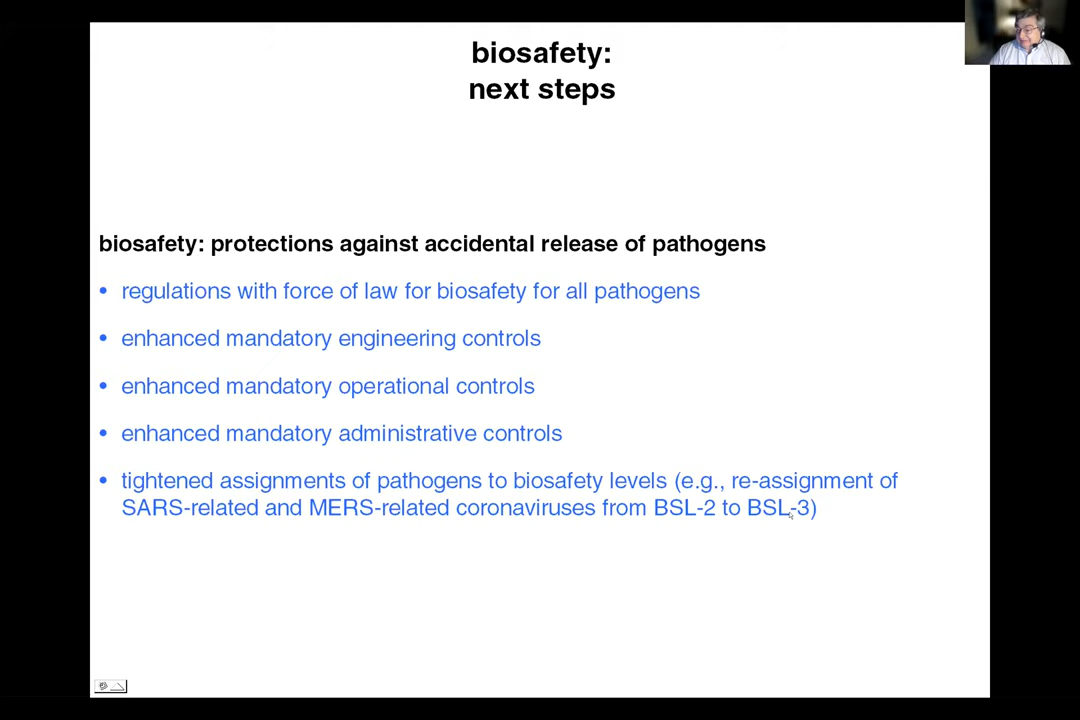 biosafety:
next steps
biosafety: protections against accidental release of pathogens
• regulations with force of law for biosafety for all pathogens
• enhanced mandatory engineering controls
• enhanced mandatory operational controls
• enhanced mandatory administrative controls
• tightened assignments of pathogens to biosafety levels (e.g., re-assignment of
SARS-related and MERS-related coronaviruses from BSL-2 to BSL-3)